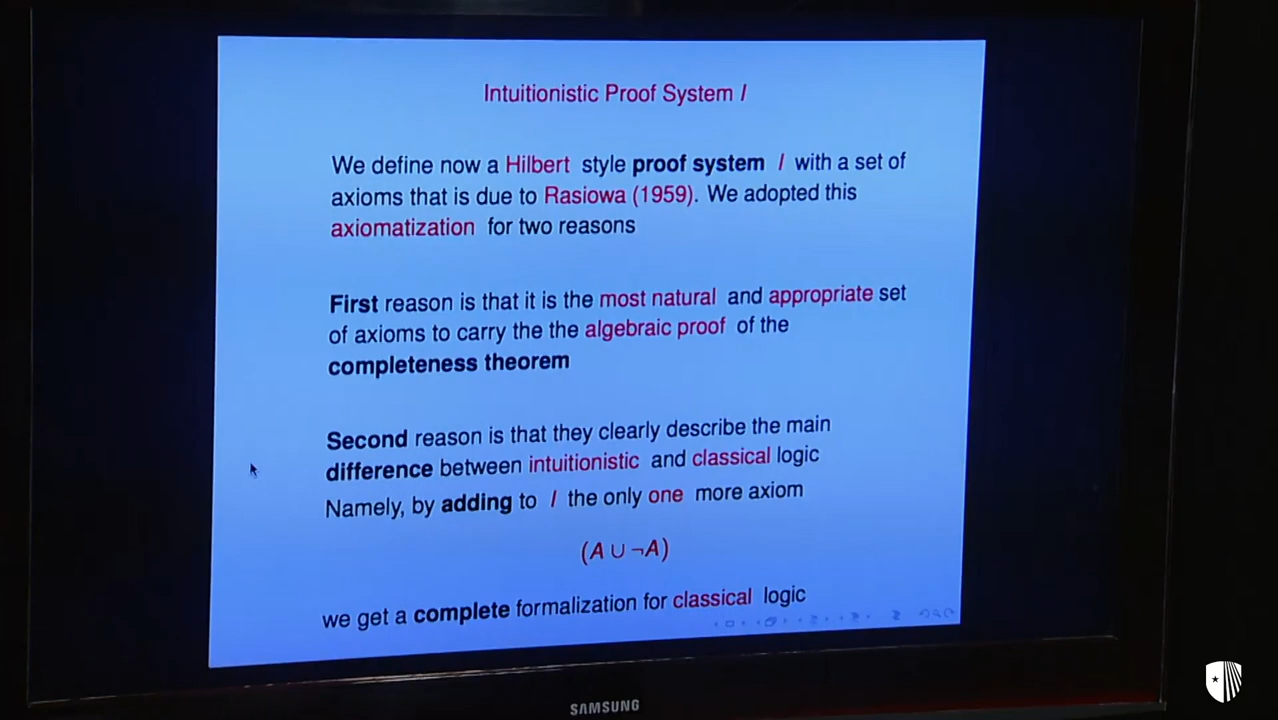 Intuitionistic Proof System I
We define now a Hilbert style proof system I with a set of
axioms that is due to Rasiowa (1959). We adopted this
axiomatization for two reasons
First reason is that it is the most natural and appropriate set
of axioms to carry the the algebraic proof of the
completeness theorem
Second reason is that they clearly describe the main
difference between intuitionistic and classical logic
Namely, by adding to I the only one more axiom
(A ∪ ¬A)
we get a complete formalization for classical logic
SAMSUNG